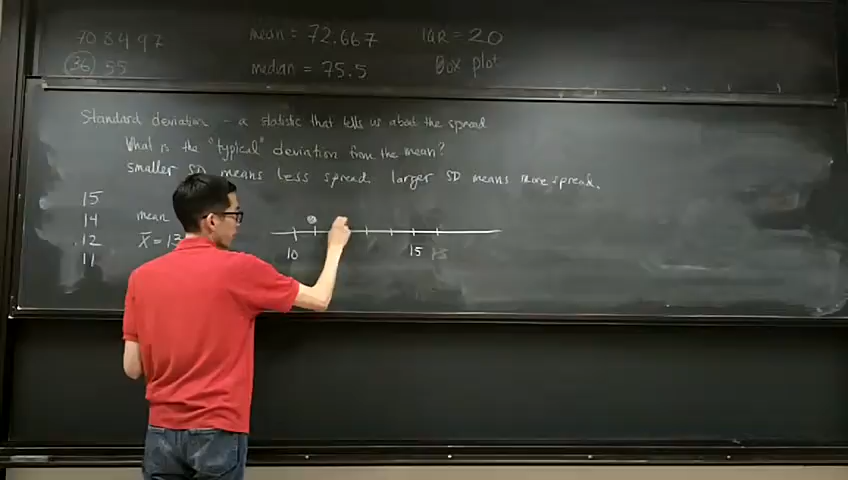 70 84 97 mean = 72.667 IQR = 20
36 55 median = 75.5 Box plot
Standard deviation - a statistic that tells us about the spread
What is the "typical" deviation from the mean?
smaller SD means less spread. larger SD means more spread.
15
14 mean
12 x̄ = 13
11
10 15